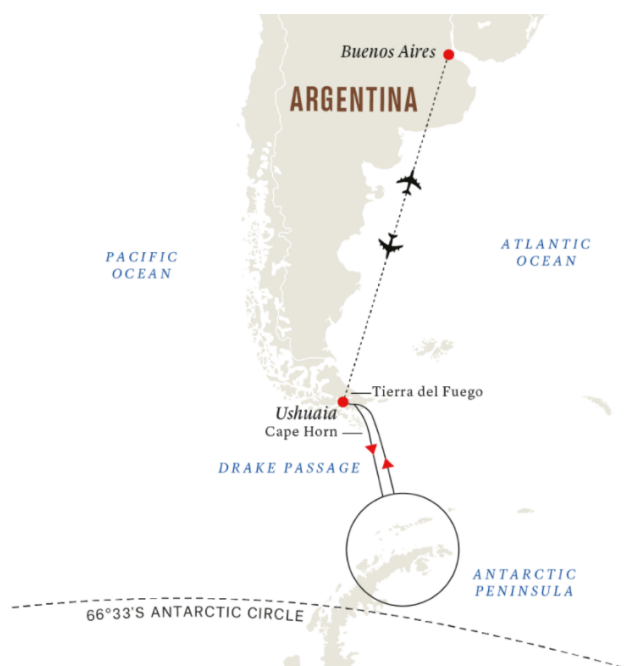 Buenos Aires
ARGENTINA
PACIFIC
OCEAN
ATLANTIC
OCEAN
Tierra del Fuego
Ushuaia
Cape Horn
DRAKE PASSAGE
ANTARCTIC
PENINSULA
66°33'S ANTARCTIC CIRCLE